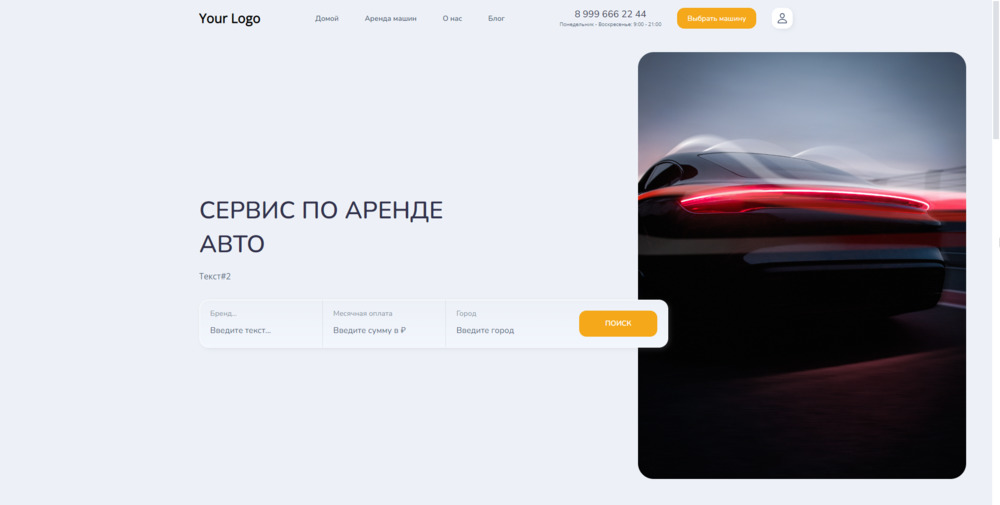 Your Logo
Домой
Аренда машин
О нас
Блог
8 999 666 22 44
Понедельник - Воскресенье: 9:00 - 21:00
Выбрать машину
СЕРВИС ПО АРЕНДЕ
АВТО
Текст#2
Бренд...
Введите текст...
Месячная оплата
Введите сумму в ₽
Город
Введите город
ПОИСК